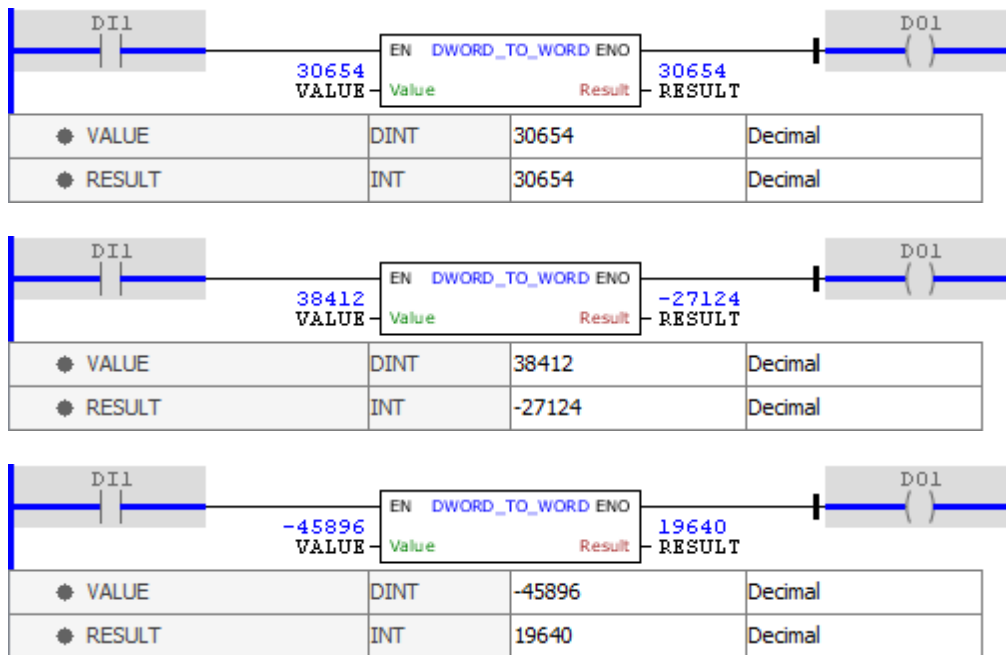 DI1 DO1
EN DWORD_TO_WORD ENO
30654 30654
VALUE Value Result RESULT
VALUE DINT 30654 Decimal
RESULT INT 30654 Decimal
DI1 DO1
EN DWORD_TO_WORD ENO
38412 -27124
VALUE Value Result RESULT
VALUE DINT 38412 Decimal
RESULT INT -27124 Decimal
DI1 DO1
EN DWORD_TO_WORD ENO
-45896 19640
VALUE Value Result RESULT
VALUE DINT -45896 Decimal
RESULT INT 19640 Decimal